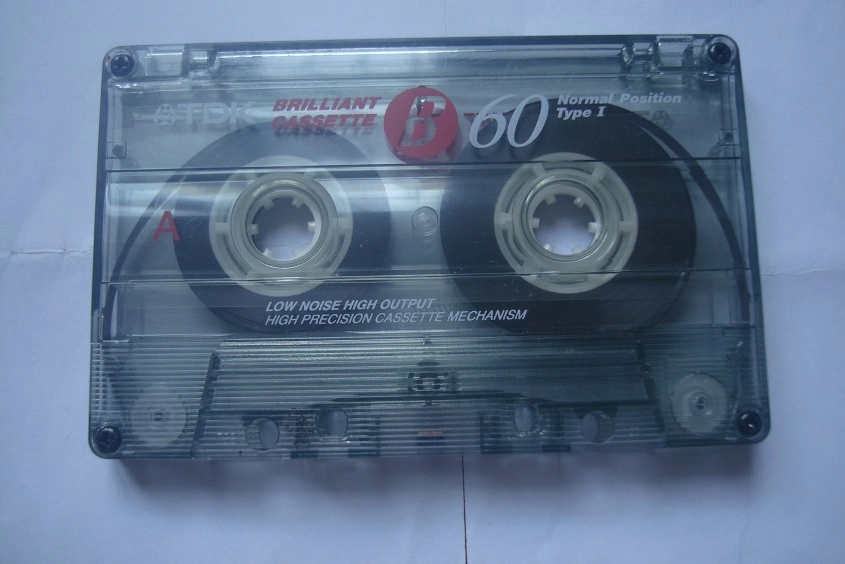 TDK
BRILLIANT
CASSETTE
B
60
Normal Position
Type I
A
LOW NOISE HIGH OUTPUT
HIGH PRECISION CASSETTE MECHANISM